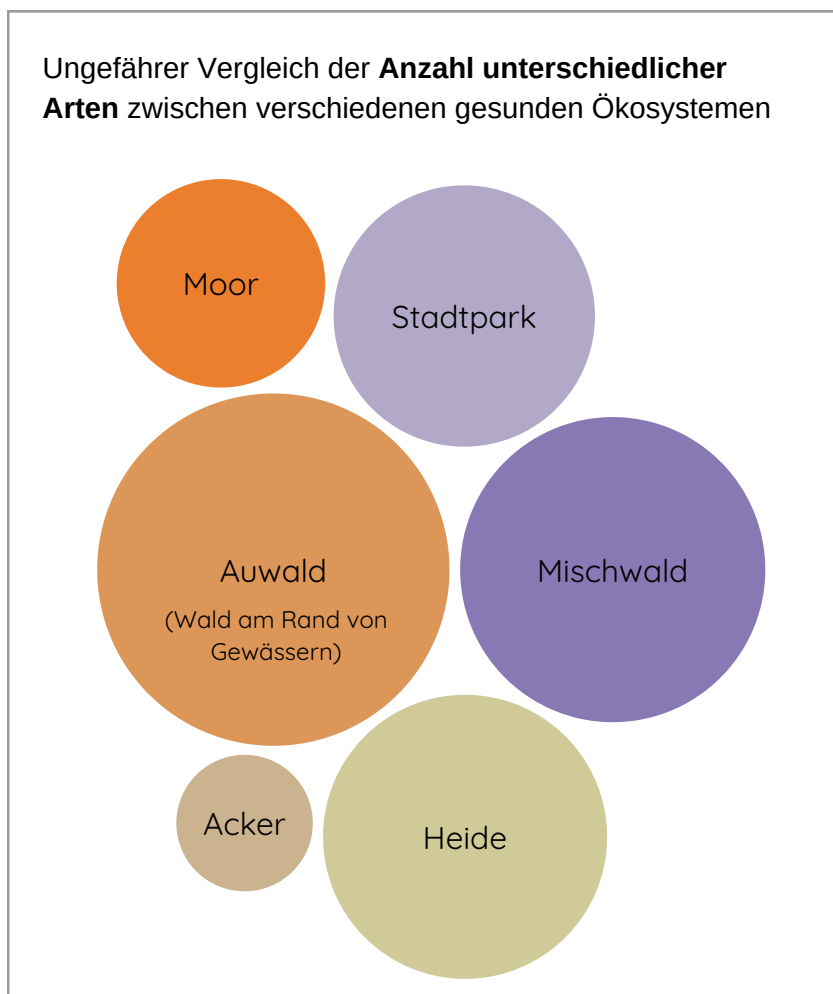 Ungefährer Vergleich der Anzahl unterschiedlicher
Arten zwischen verschiedenen gesunden Ökosystemen
Moor
Stadtpark
Auwald
(Wald am Rand von
Gewässern)
Mischwald
Acker
Heide